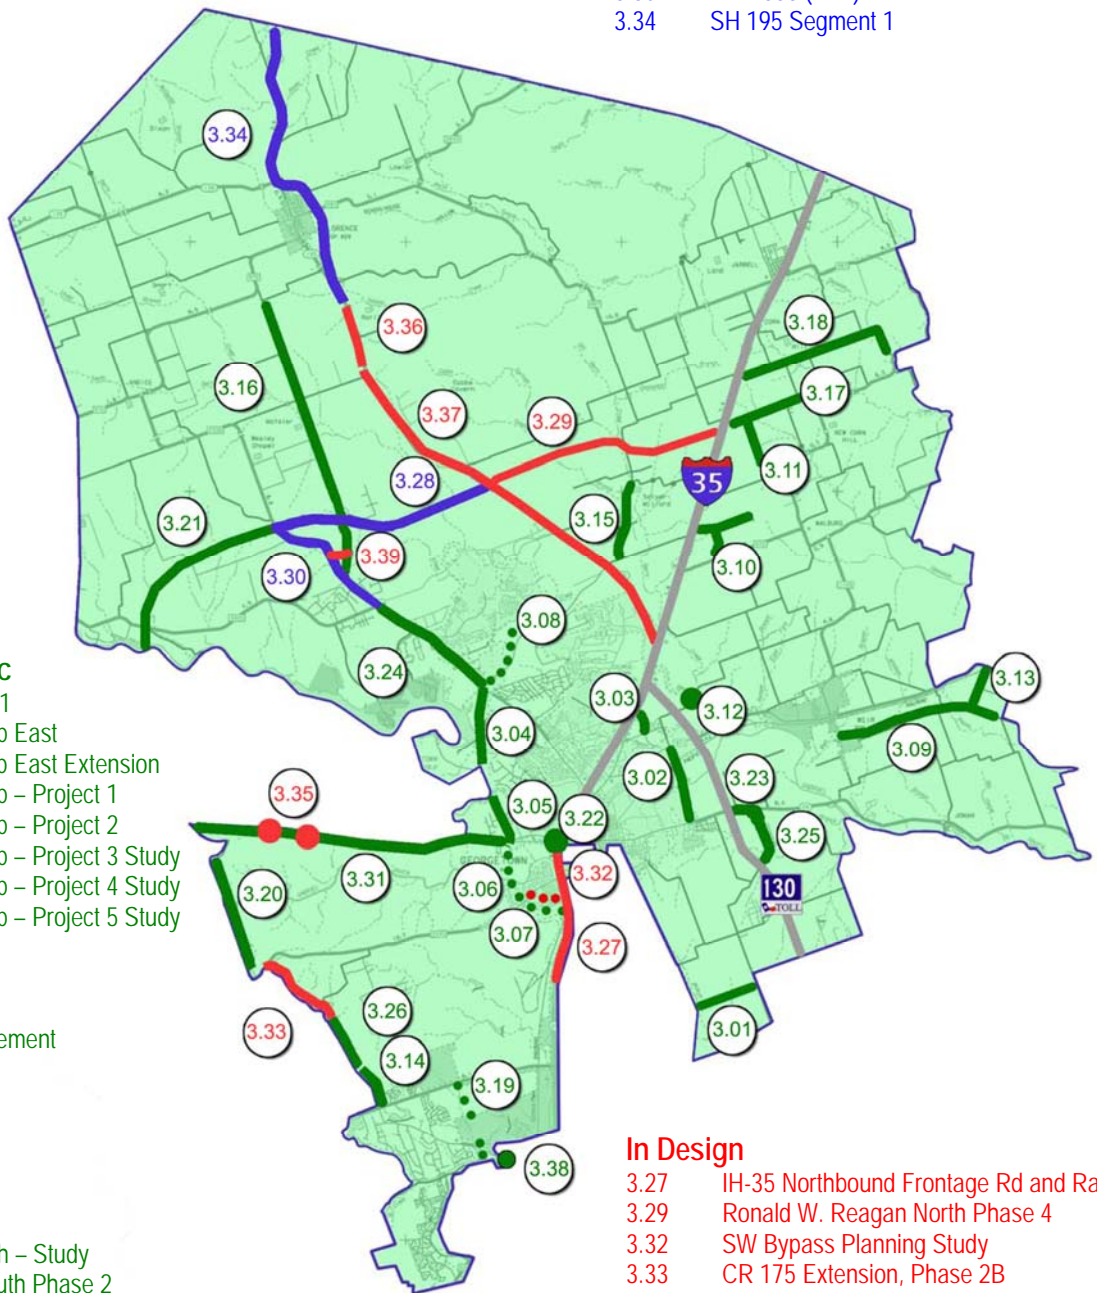 3.34 SH 195 Segment 1
3.34
3.36
3.18
3.16
3.37
3.29
3.17
3.28
35
3.11
3.21
3.15
3.39
3.10
3.30
3.08
3.24
3.03
3.12
3.13
3.04
3.09
3.02
3.23
3.05
3.22
3.35
3.25
GEORGETOWN
3.31
3.32
3.20
3.06
130
TOLL
3.07
3.27
3.26
3.01
3.33
3.14
3.19
3.38
c
1
o East
o East Extension
o – Project 1
o – Project 2
o – Project 3 Study
o – Project 4 Study
o – Project 5 Study
ement
h – Study
uth Phase 2
In Design
3.27 IH-35 Northbound Frontage Rd and Ra
3.29 Ronald W. Reagan North Phase 4
3.32 SW Bypass Planning Study
3.33 CR 175 Extension, Phase 2B